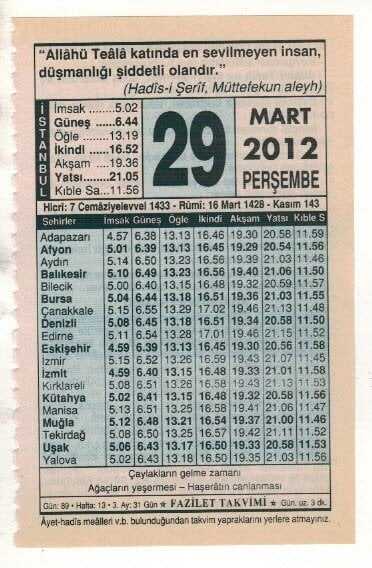 “Allâhü Teâlâ katında en sevilmeyen insan,
düşmanlığı şiddetli olandır.”
(Hadîs-i Şerîf, Müttefekun aleyh)
İSTANBUL
İmsak ........5.02
Güneş .......6.44
Öğle ........13.19
İkindi ......16.52
Akşam ....19.36
Yatsı........21.05
Kıble Sa...11.56
29
MART
2012
PERŞEMBE
Hicrî: 7 Cemâziyelevvel 1433 - Rûmî: 16 Mart 1428 - Kasım 143
Şehirler İmsak Güneş Öğle İkindi Akşam Yatsı Kıble S
Adapazarı 4.57 6.38 13.13 16.46 19.30 20.58 11.59
Afyon 5.01 6.39 13.13 16.45 19.29 20.54 11.56
Aydın 5.14 6.50 13.23 16.56 19.39 21.03 11.46
Balıkesir 5.10 6.49 13.23 16.56 19.40 21.06 11.50
Bilecik 5.00 6.40 13.15 16.48 19.32 20.59 11.57
Bursa 5.04 6.44 13.18 16.51 19.36 21.03 11.55
Çanakkale 5.15 6.55 13.29 17.02 19.46 21.13 11.48
Denizli 5.08 6.45 13.18 16.51 19.34 20.58 11.50
Edirne 5.11 6.54 13.28 17.01 19.46 21.15 11.52
Eskişehir 4.59 6.39 13.13 16.45 19.30 20.56 11.58
İzmir 5.15 6.52 13.26 16.59 19.43 21.07 11.45
İzmit 4.59 6.40 13.15 16.48 19.33 21.01 11.58
Kırklareli 5.08 6.51 13.26 16.58 19.43 21.13 11.53
Kütahya 5.02 6.41 13.15 16.48 19.32 20.58 11.56
Manisa 5.13 6.51 13.25 16.58 19.41 21.06 11.46
Muğla 5.12 6.48 13.21 16.54 19.37 21.00 11.46
Tekirdağ 5.08 6.50 13.25 16.57 19.42 21.11 11.52
Uşak 5.06 6.43 13.17 16.50 19.33 20.58 11.53
Yalova 5.02 6.43 13.18 16.50 19.35 21.03 11.56
Çaylakların gelme zamanı
Ağaçların yeşermesi – Haşerâtın canlanması
Gün: 89 • Hafta: 13 • 3. Ay: 31 Gün ★ FAZİLET TAKVİMİ ★ Gün. uz. 3 dk.
Âyet-hadîs meâlleri v.b. bulunduğundan takvim yapraklarını yerlere atmayınız.